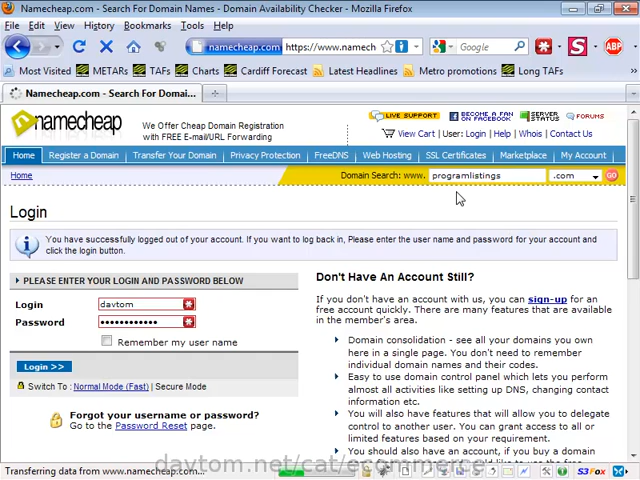 Namecheap.com - Search For Domain Names - Domain Availability Checker - Mozilla Firefox
File Edit View History Bookmarks Tools Help
namecheap.com https://www.namech Google
Most Visited METARs TAFs Charts Cardiff Forecast Latest Headlines Metro promotions Long TAFs
Namecheap.com - Search For Domai...
namecheap
We Offer Cheap Domain Registration
with FREE E-mail/URL Forwarding
LIVE SUPPORT BECOME A FAN ON FACEBOOK SERVER STATUS FORUMS
View Cart | User: Login | Help | Whois | Contact Us
Home Register a Domain Transfer Your Domain Privacy Protection FreeDNS Web Hosting SSL Certificates Marketplace My Account
Home Domain Search: www. programlistings .com GO
Login
You have successfully logged out of your account. If you want to log back in, Please enter the user name and password for your account and
click the login button.
PLEASE ENTER YOUR LOGIN AND PASSWORD BELOW
Login davtom
Password
Remember my user name
Login >>
Switch To : Normal Mode (Fast) | Secure Mode
Forgot your username or password?
Go to the Password Reset page.
Don't Have An Account Still?
If you don't have an account with us, you can sign-up for an
free account quickly. There are many features that are available
in the member's area.
Domain consolidation - see all your domains you own
here in a single page. You don't need to remember
individual domain names and their codes.
Easy to use domain control panel which lets you perform
almost all activities like setting up DNS, changing contact
information etc.
You will also have features that will allow you to delegate
control to another user. You can grant access to all or
limited features based on your requirement.
You should also have an account, if you buy a domain
Transferring data from www.namecheap.com...
S3Fox
ABP
davtom.net/cat/ecommerce